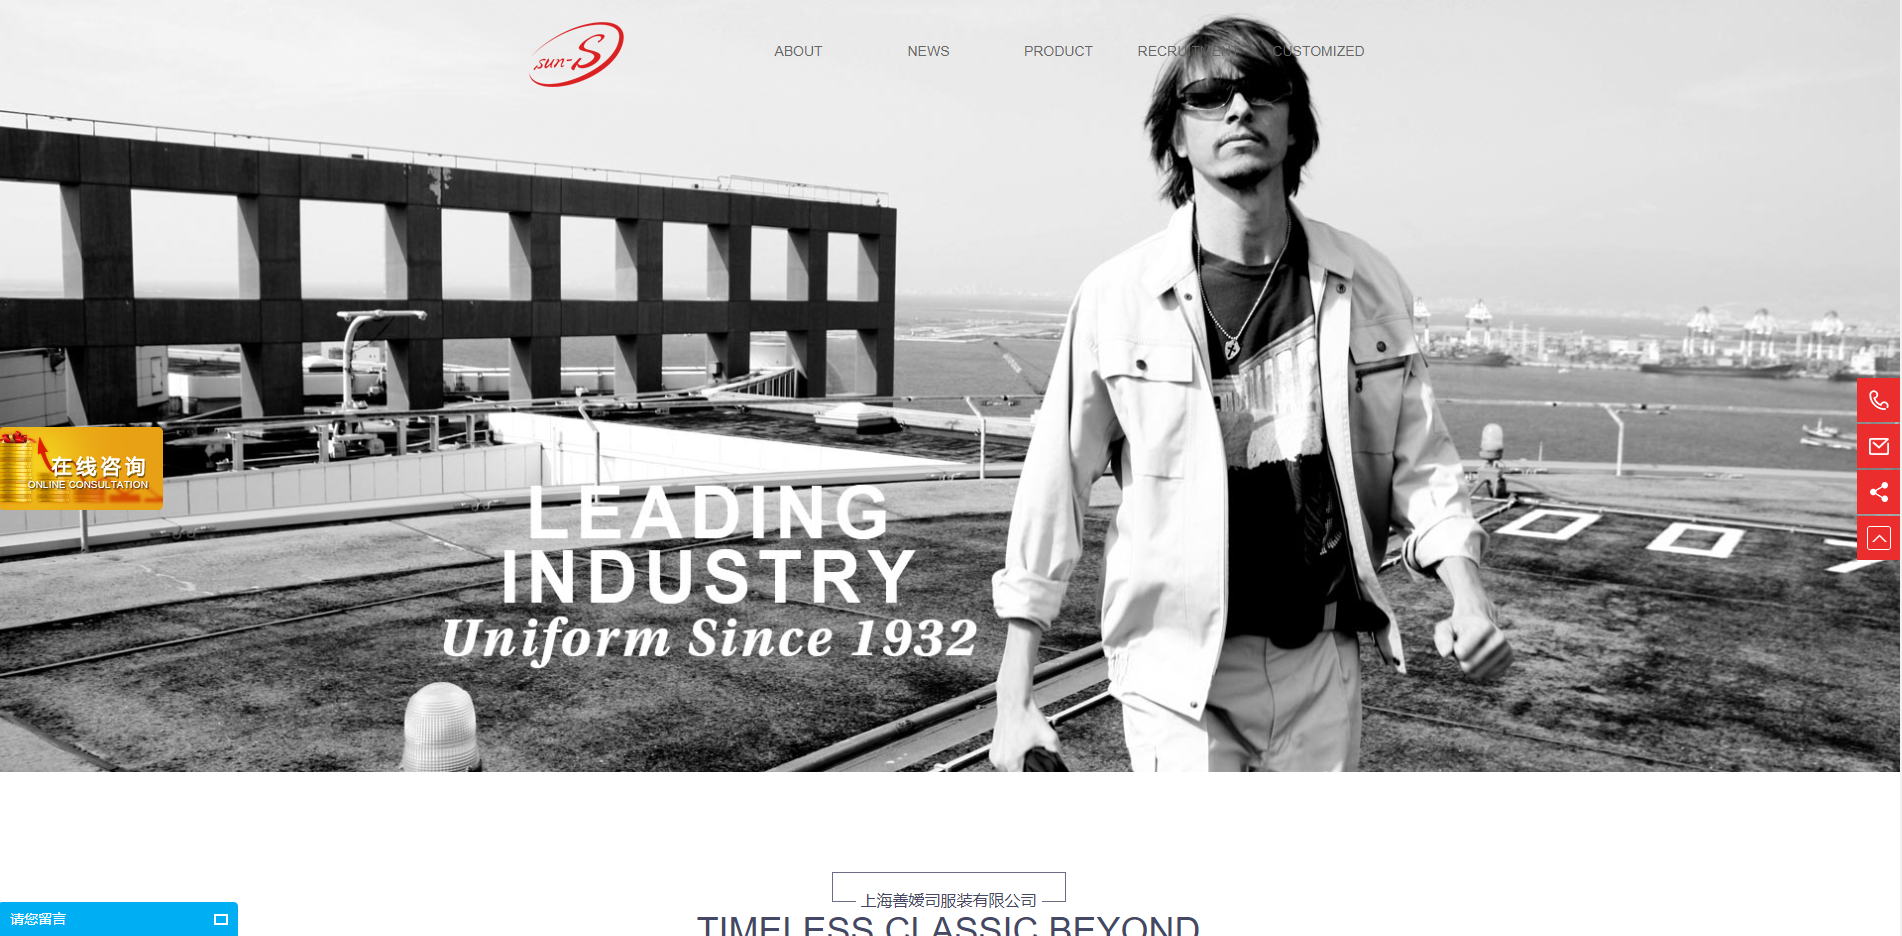 sun-S
ABOUT NEWS PRODUCT RECRUITMENT CUSTOMIZED
在线咨询
ONLINE CONSULTATION
LEADING
INDUSTRY
Uniform Since 1932
上海善嫒司服装有限公司
TIMELESS CLASSIC BEYOND
请您留言